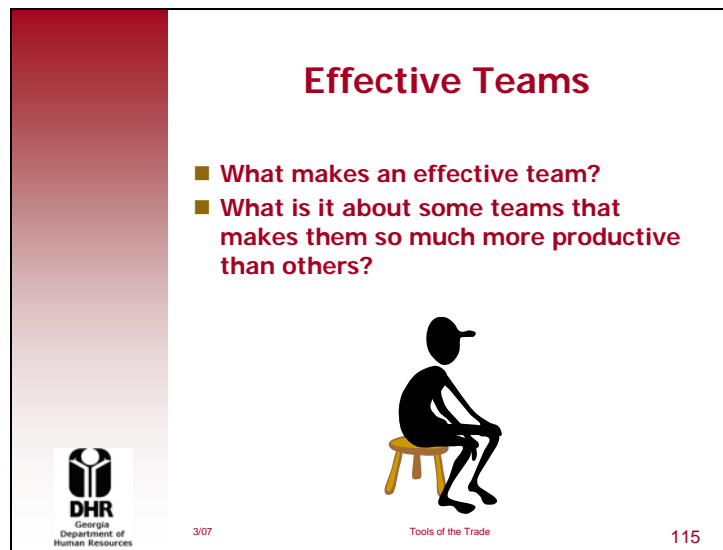 Effective Teams
What makes an effective team?
What is it about some teams that
makes them so much more productive
than others?
DHR
Georgia
Department of
Human Resources
3/07
Tools of the Trade
115